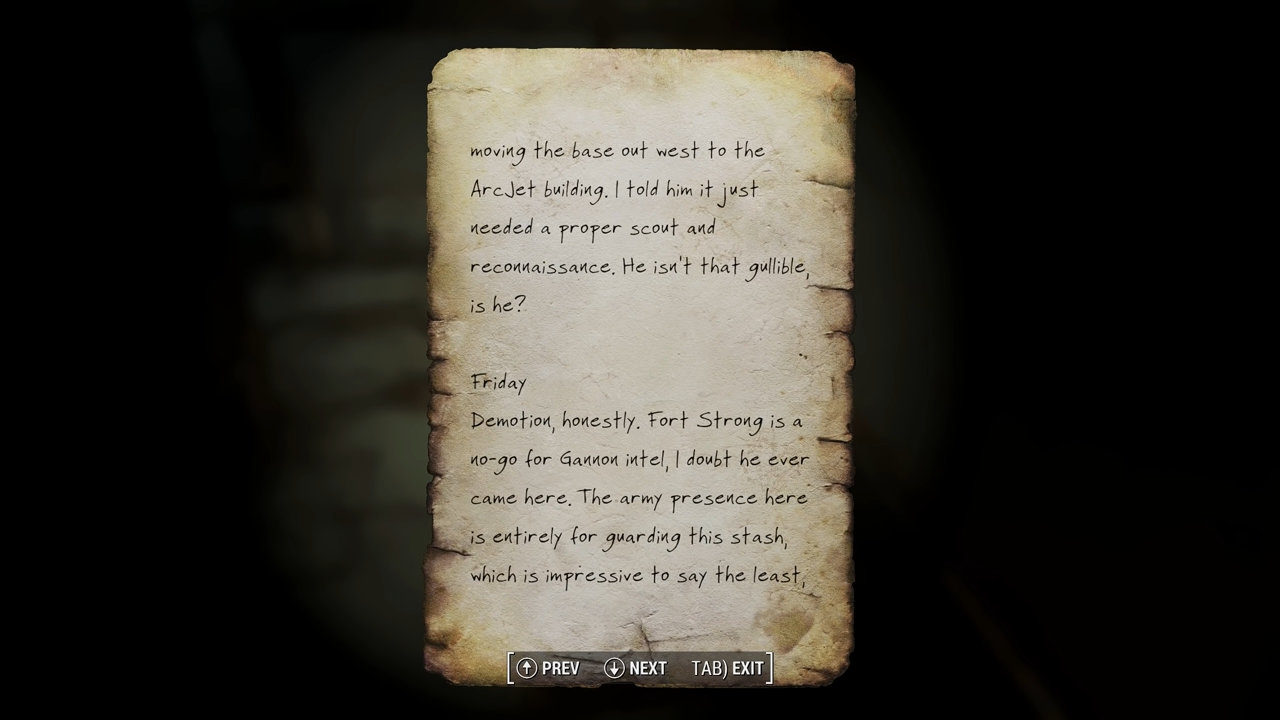 moving the base out west to the
ArcJet building. I told him it just
needed a proper scout and
reconnaissance. He isn't that gullible,
is he?
Friday
Demotion, honestly. Fort Strong is a
no-go for Gannon intel, I doubt he ever
came here. The army presence here
is entirely for guarding this stash,
which is impressive to say the least,
PREV NEXT TAB) EXIT